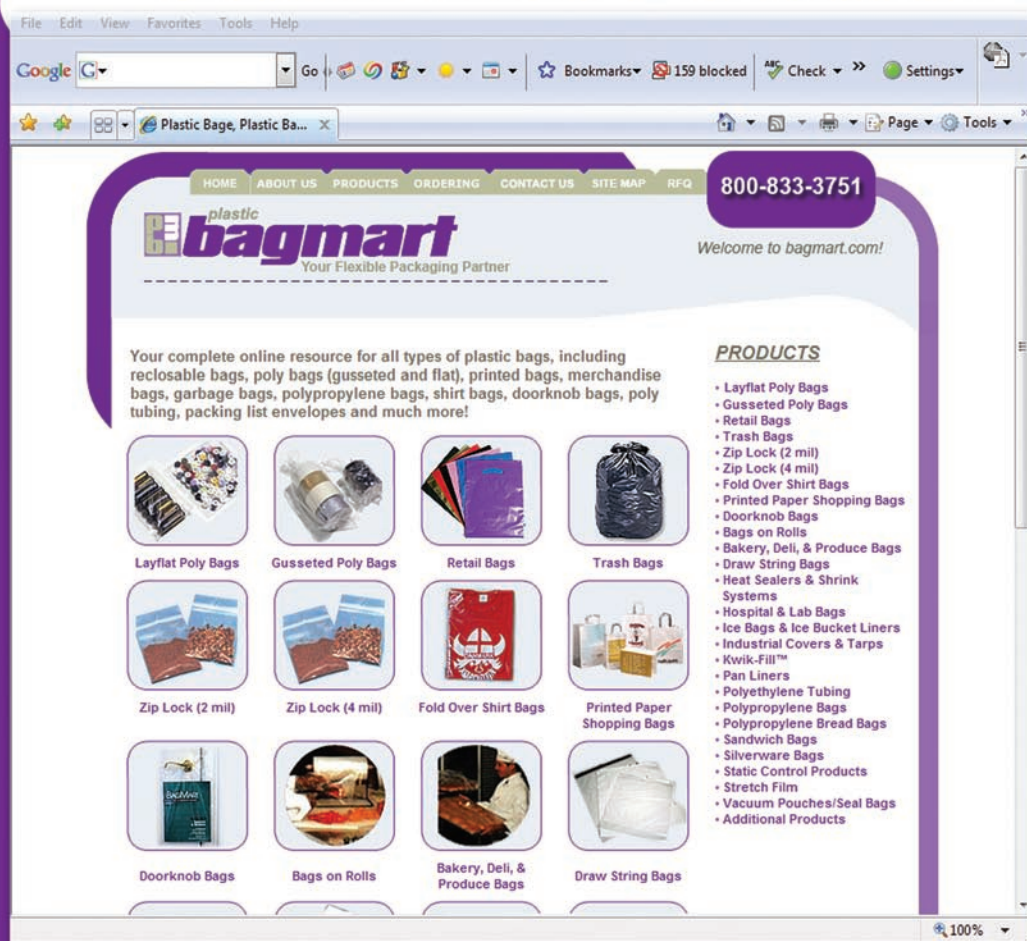 File Edit View Favorites Tools Help
Google G Go Bookmarks 159 blocked ABC Check » Settings
Plastic Bage, Plastic Ba... X Page Tools »
HOME ABOUT US PRODUCTS ORDERING CONTACT US SITE MAP RFQ
800-833-3751
plastic
bagmart
Your Flexible Packaging Partner
Welcome to bagmart.com!
Your complete online resource for all types of plastic bags, including
reclosable bags, poly bags (gusseted and flat), printed bags, merchandise
bags, garbage bags, polypropylene bags, shirt bags, doorknob bags, poly
tubing, packing list envelopes and much more!
Layflat Poly Bags Gusseted Poly Bags Retail Bags Trash Bags
Zip Lock (2 mil) Zip Lock (4 mil) Fold Over Shirt Bags Printed Paper
Shopping Bags
BAGMART
Doorknob Bags Bags on Rolls Bakery, Deli, &
Produce Bags Draw String Bags
PRODUCTS
• Layflat Poly Bags
• Gusseted Poly Bags
• Retail Bags
• Trash Bags
• Zip Lock (2 mil)
• Zip Lock (4 mil)
• Fold Over Shirt Bags
• Printed Paper Shopping Bags
• Doorknob Bags
• Bags on Rolls
• Bakery, Deli, & Produce Bags
• Draw String Bags
• Heat Sealers & Shrink
Systems
• Hospital & Lab Bags
• Ice Bags & Ice Bucket Liners
• Industrial Covers & Tarps
• Kwik-Fill™
• Pan Liners
• Polyethylene Tubing
• Polypropylene Bags
• Polypropylene Bread Bags
• Sandwich Bags
• Silverware Bags
• Static Control Products
• Stretch Film
• Vacuum Pouches/Seal Bags
• Additional Products
100%